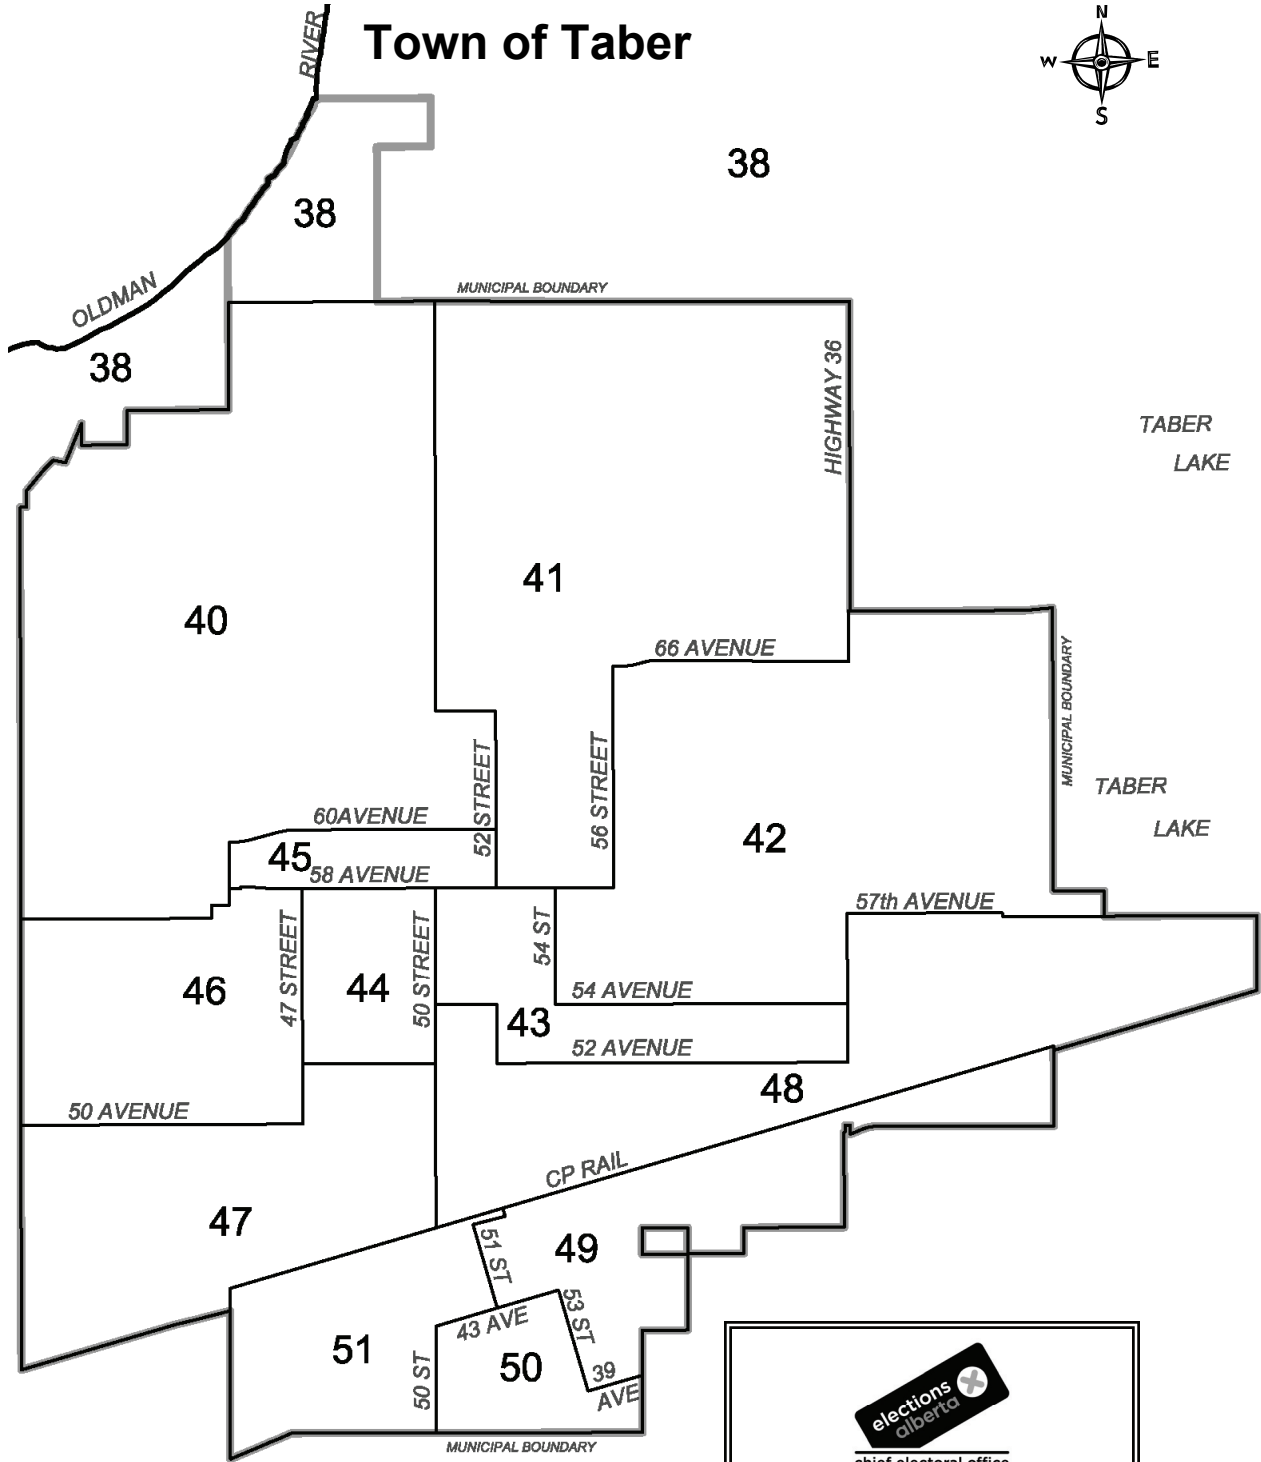 Town of Taber
N
W E
S
RIVER
38
38
OLDMAN
MUNICIPAL BOUNDARY
38
HIGHWAY 36
TABER
LAKE
41
40
66 AVENUE
MUNICIPAL BOUNDARY
52 STREET
56 STREET
TABER
LAKE
60AVENUE
42
45
58 AVENUE
57th AVENUE
47 STREET
50 STREET
54 ST
46
44
54 AVENUE
43
52 AVENUE
48
50 AVENUE
CP RAIL
47
51 ST
49
53 ST
43 AVE
51
50 ST
50
39
AVE
MUNICIPAL BOUNDARY
elections
alberta
chief electoral office